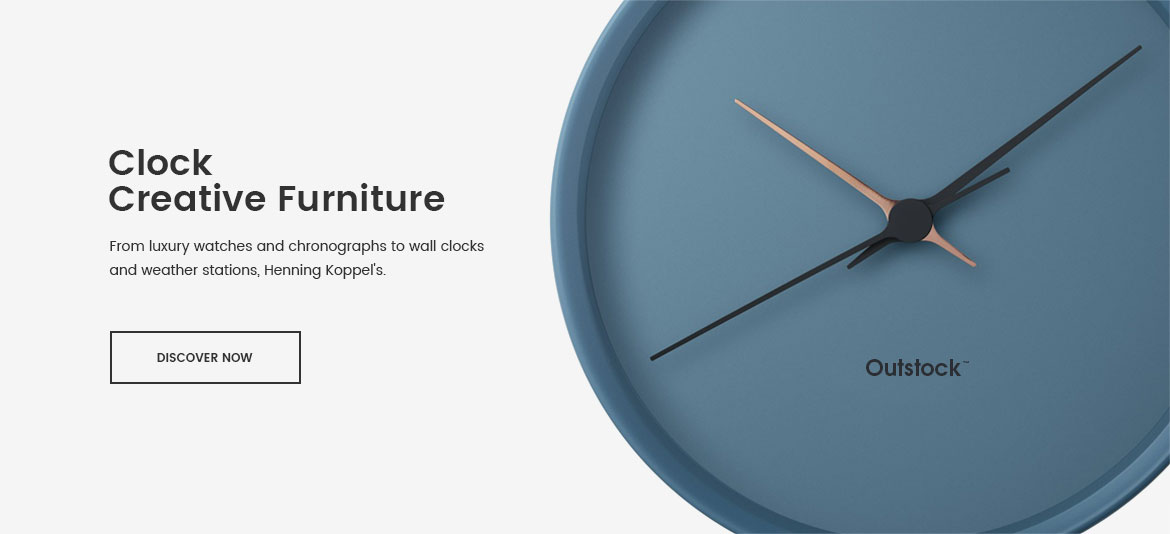 Clock
Creative Furniture
From luxury watches and chronographs to wall clocks
and weather stations, Henning Koppel's.
DISCOVER NOW
Outstock™